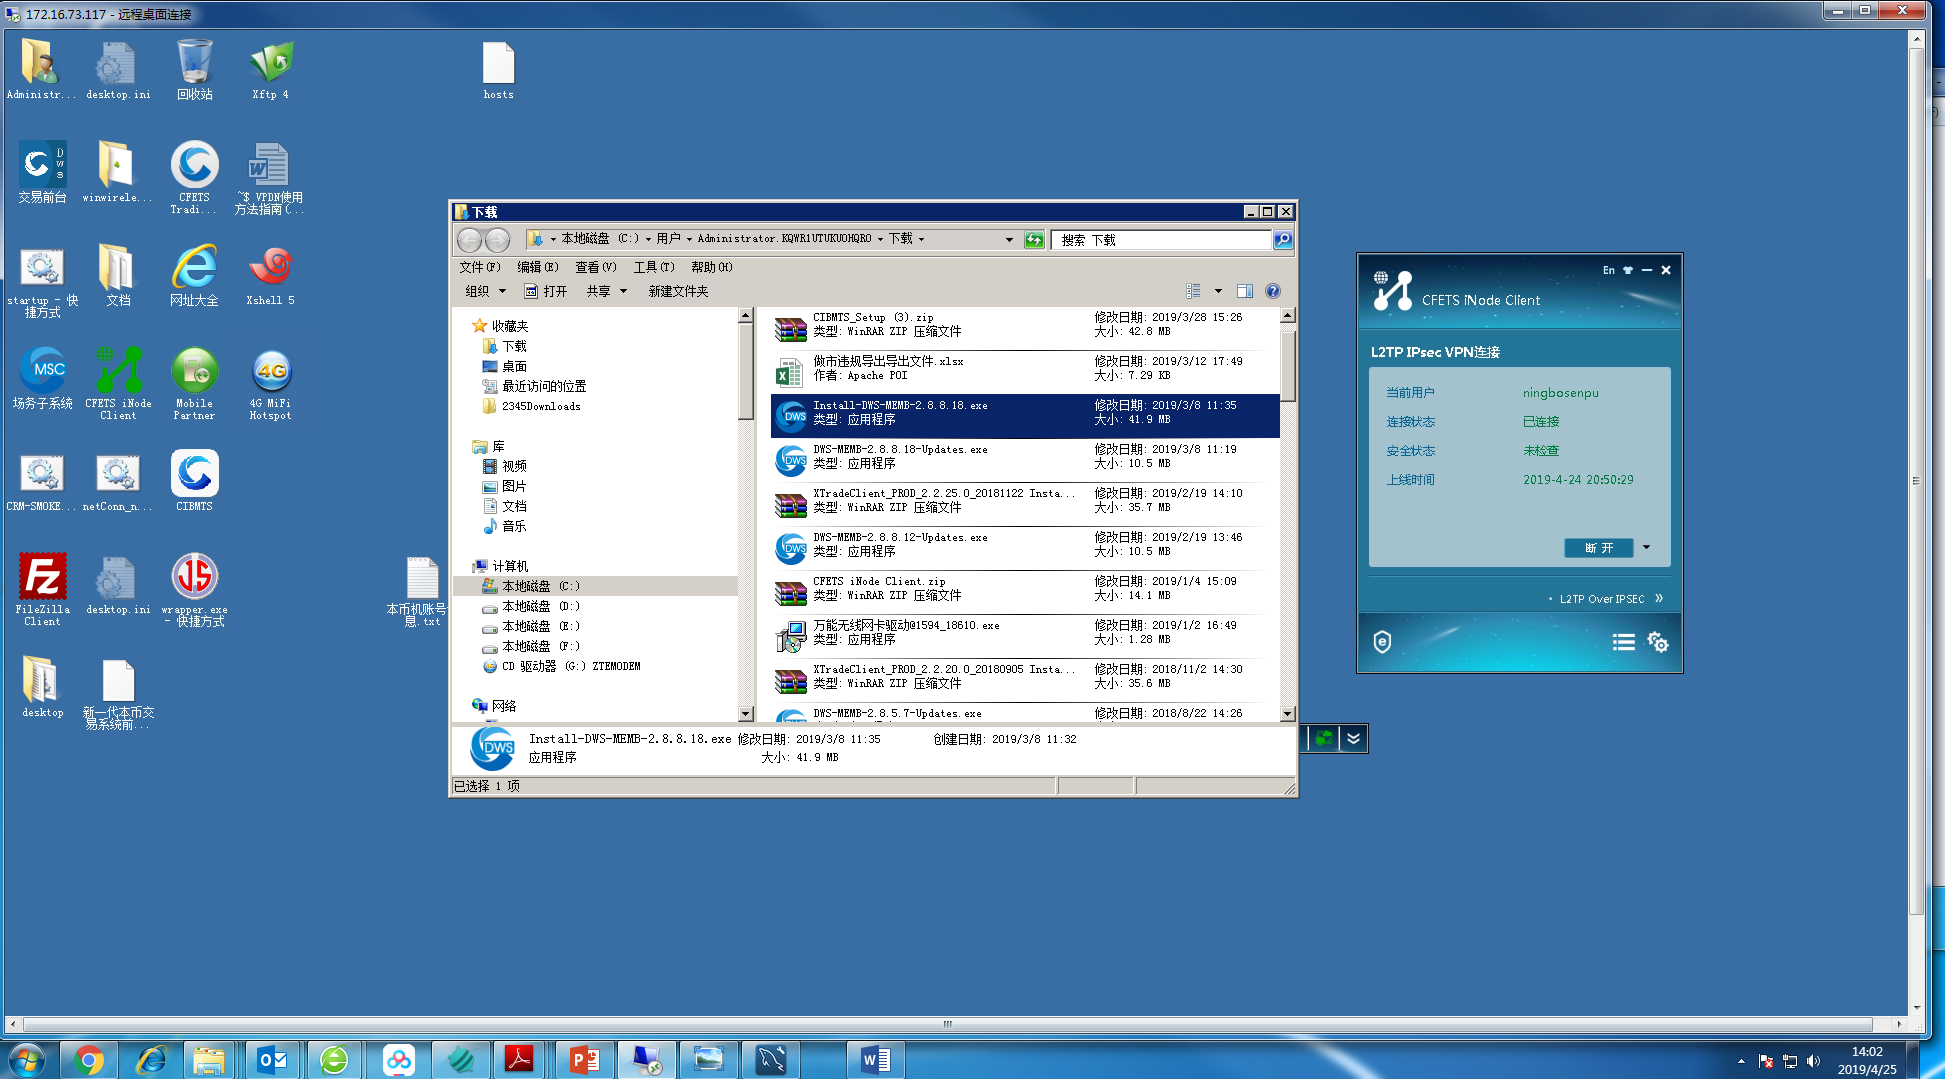 172.16.73.117 - 远程桌面连接
Administr...
desktop.ini
回收站
Xftp 4
hosts
交易前台
winwirele...
CFETS
Tradi...
~$ VPDN使用
方法指南(...
startup - 快
捷方式
文档
网址大全
Xshell 5
场务子系统
CFETS iNode
Client
Mobile
Partner
4G MiFi
Hotspot
CRM-SMOKE...
netConn_n...
CIBMTS
FileZilla
Client
desktop.ini
wrapper.exe
- 快捷方式
本币机账号
息.txt
desktop
新一代本币交
易系统前...
下载
本地磁盘 (C:) 用户 Administrator.KQWR1UTUKUOHQRO 下载
搜索 下载
文件(F) 编辑(E) 查看(V) 工具(T) 帮助(H)
组织 打开 共享 新建文件夹
收藏夹
下载
桌面
最近访问的位置
2345Downloads
库
视频
图片
文档
音乐
计算机
本地磁盘 (C:)
本地磁盘 (D:)
本地磁盘 (E:)
本地磁盘 (F:)
CD 驱动器 (G:) ZTEMODEM
网络
CIBMTS_Setup (3).zip 修改日期: 2019/3/28 15:26
类型: WinRAR ZIP 压缩文件 大小: 42.8 MB
做市违规导出导出文件.xlsx 修改日期: 2019/3/12 17:49
作者: Apache POI 大小: 7.29 KB
Install-DWS-MEMB-2.8.8.18.exe 修改日期: 2019/3/8 11:35
类型: 应用程序 大小: 41.9 MB
DWS-MEMB-2.8.8.18-Updates.exe 修改日期: 2019/3/8 11:19
类型: 应用程序 大小: 10.5 MB
XTradeClient_PROD_2.2.25.0_20181122 Insta... 修改日期: 2019/2/19 14:10
类型: WinRAR ZIP 压缩文件 大小: 35.7 MB
DWS-MEMB-2.8.8.12-Updates.exe 修改日期: 2019/2/19 13:46
类型: 应用程序 大小: 10.5 MB
CFETS iNode Client.zip 修改日期: 2019/1/4 15:09
类型: WinRAR ZIP 压缩文件 大小: 14.1 MB
万能无线网卡驱动@1594_18610.exe 修改日期: 2019/1/2 16:49
类型: 应用程序 大小: 1.28 MB
XTradeClient_PROD_2.2.20.0_20180905 Insta... 修改日期: 2018/11/2 14:30
类型: WinRAR ZIP 压缩文件 大小: 35.6 MB
DWS-MEMB-2.8.5.7-Updates.exe 修改日期: 2018/8/22 14:26
Install-DWS-MEMB-2.8.8.18.exe 修改日期: 2019/3/8 11:35 创建日期: 2019/3/8 11:32
应用程序 大小: 41.9 MB
已选择 1 项
En
CFETS iNode Client
L2TP IPsec VPN连接
当前用户 ningbosenpu
连接状态 已连接
安全状态 未检查
上线时间 2019-4-24 20:50:29
断 开
L2TP Over IPSEC
14:02
2019/4/25